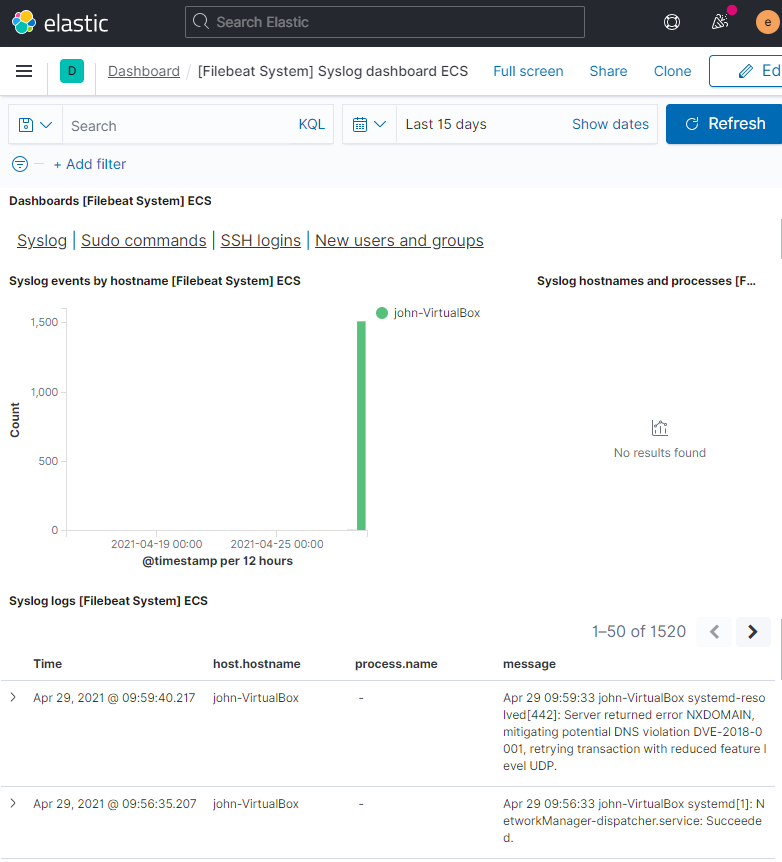 elastic
Search Elastic
e
D
Dashboard / [Filebeat System] Syslog dashboard ECS
Full screen
Share
Clone
Ed
Search
KQL
Last 15 days
Show dates
Refresh
+ Add filter
Dashboards [Filebeat System] ECS
Syslog | Sudo commands | SSH logins | New users and groups
Syslog events by hostname [Filebeat System] ECS
Syslog hostnames and processes [F...
1,500
1,000
500
0
Count
2021-04-19 00:00
2021-04-25 00:00
@timestamp per 12 hours
john-VirtualBox
No results found
Syslog logs [Filebeat System] ECS
1–50 of 1520
Time host.hostname process.name message
Apr 29, 2021 @ 09:59:40.217 john-VirtualBox - Apr 29 09:59:33 john-VirtualBox systemd-reso
lved[442]: Server returned error NXDOMAIN,
mitigating potential DNS violation DVE-2018-0
001, retrying transaction with reduced feature l
evel UDP.
Apr 29, 2021 @ 09:56:35.207 john-VirtualBox - Apr 29 09:56:33 john-VirtualBox systemd[1]: N
etworkManager-dispatcher.service: Succeede
d.